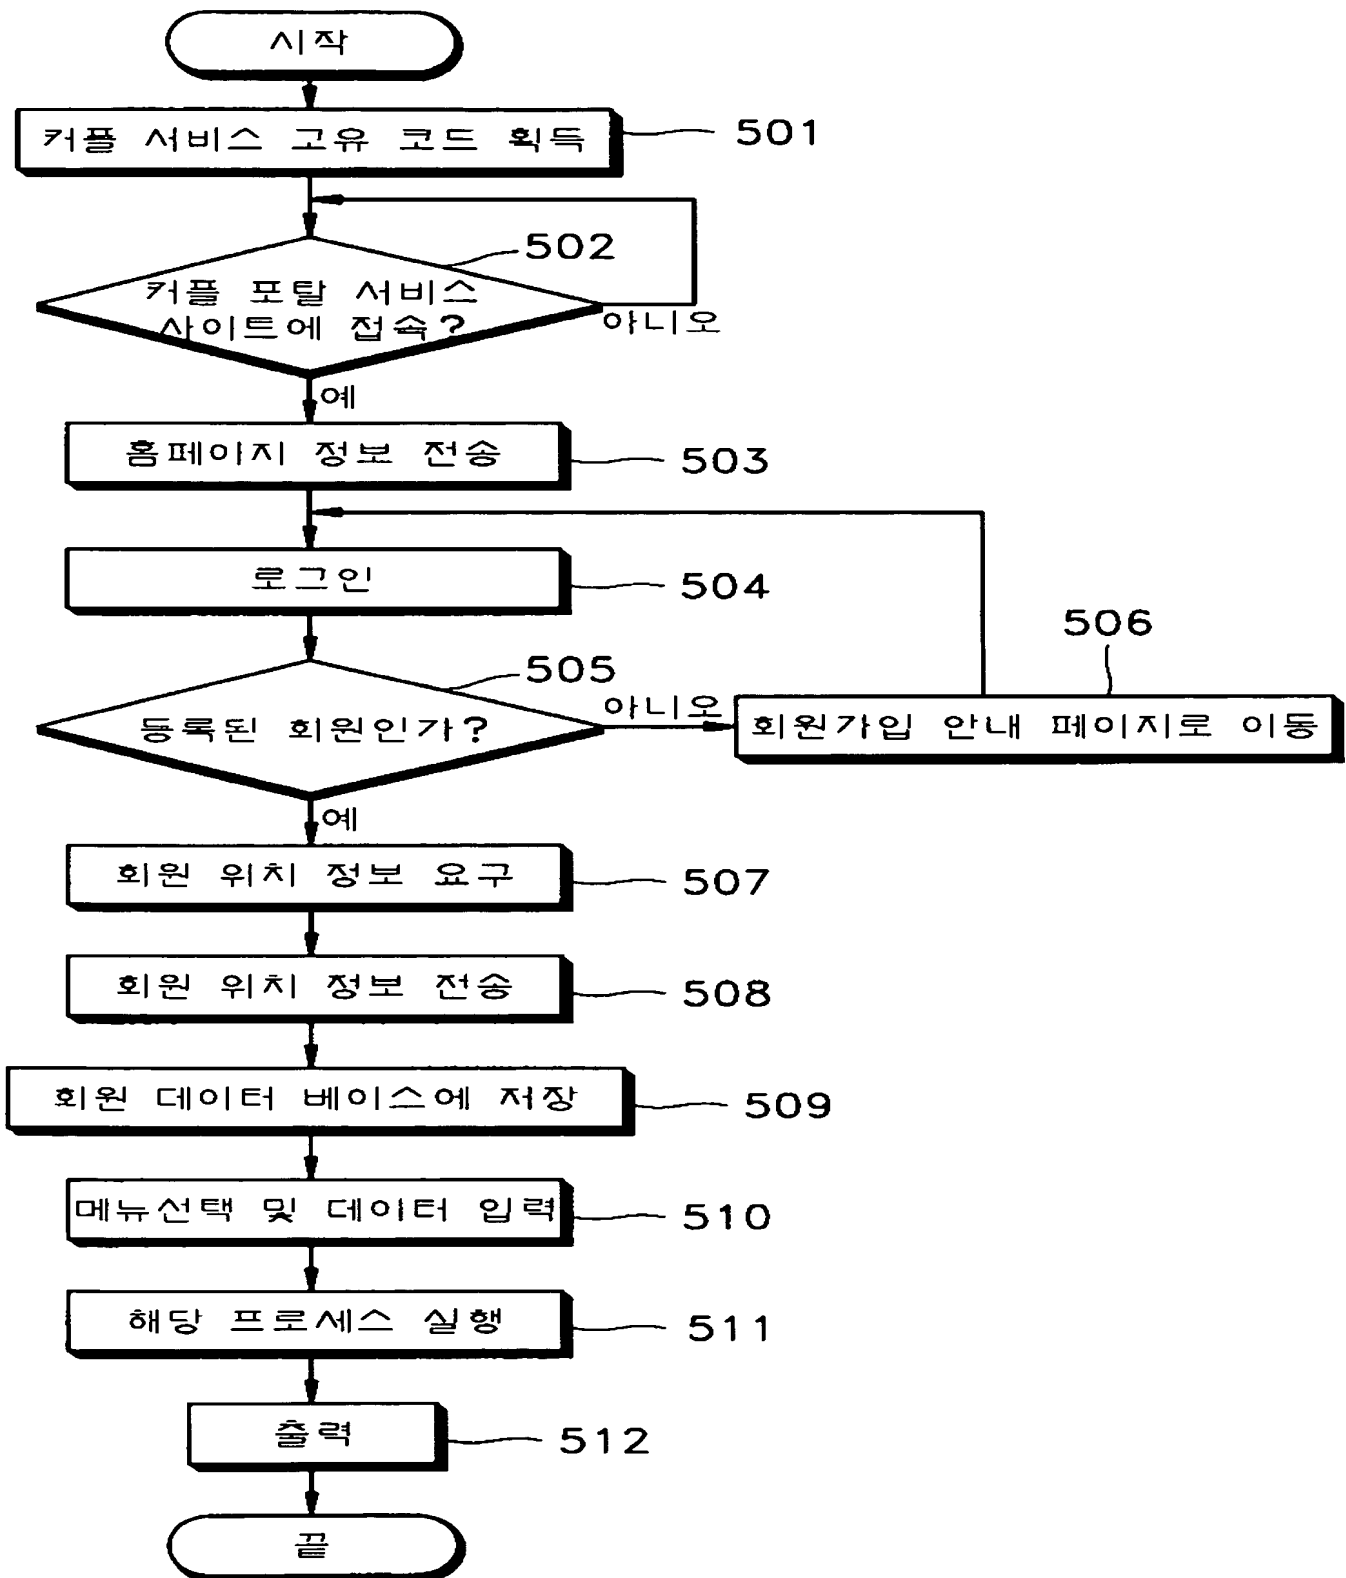 시작
커플 서비스 고유 코드 획득
501
502
커플 포탈 서비스
사이트에 접속?
아니오
예
홈페이지 정보 전송
503
로그인
504
505
등록된 회원인가?
아니오
506
회원가입 안내 페이지로 이동
예
회원 위치 정보 요구
507
회원 위치 정보 전송
508
회원 데이터 베이스에 저장
509
메뉴선택 및 데이터 입력
510
해당 프로세스 실행
511
출력
512
끝